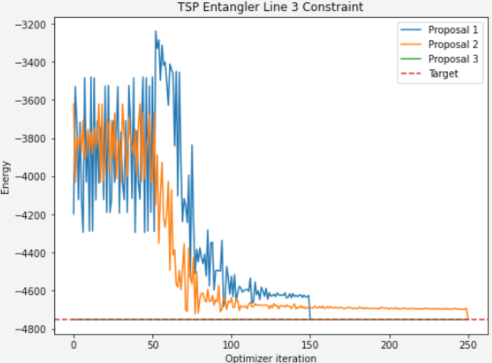 TSP Entangler Line 3 Constraint
Proposal 1
Proposal 2
Proposal 3
Target
Energy
−3200
−3400
−3600
−3800
−4000
−4200
−4400
−4600
−4800
0
50
100
150
200
250
Optimizer iteration